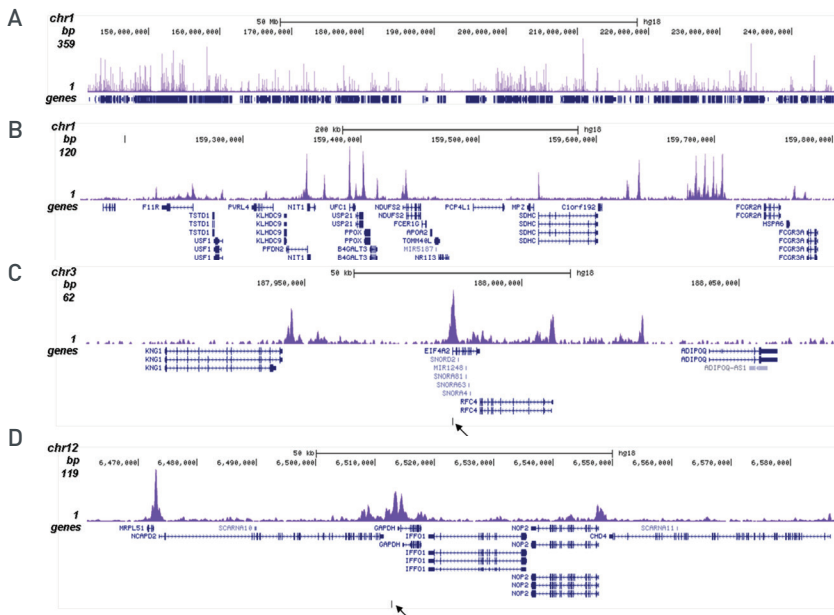 A
chr1
bp
359
1
genes
50 Mb
hg18
150,000,000
160,000,000
170,000,000
180,000,000
190,000,000
200,000,000
210,000,000
220,000,000
230,000,000
240,000,000
B
chr1
bp
120
1
genes
200 kb
hg18
159,300,000
159,400,000
159,500,000
159,600,000
159,700,000
159,800,000
F11R PVRL4 NIT1 UFC1 NDUFS2 PCP4L1 MPZ C1orf192 FCGR2A
TSTD1 KLHDC9 USP21 NDUFS2 SDHC FCGR2A
TSTD1 KLHDC9 USP21 FCER1G SDHC HSPA6
TSTD1 KLHDC9 PPOX APOA2 SDHC FCGR3A
USF1 KLHDC9 PPOX TOMM40L SDHC FCGR3A
USF1 PFDN2 B4GALT3 MIR5187 FCGR3A
USF1 NIT1 B4GALT3 NR1I3 FCGR3A
C
chr3
bp
62
1
genes
50 kb
hg18
187,950,000
188,000,000
188,050,000
KNG1 EIF4A2 ADIPOQ
KNG1 SNORD2 ADIPOQ
KNG1 MIR1248 ADIPOQ-AS1
SNORA81
SNORA63
SNORA4
RFC4
RFC4
D
chr12
bp
119
1
genes
50 kb
hg18
6,470,000
6,480,000
6,490,000
6,500,000
6,510,000
6,520,000
6,530,000
6,540,000
6,550,000
6,560,000
6,570,000
6,580,000
MRPL51 SCARNA10 GAPDH NOP2 SCARNA11
NCAPD2 IFFO1 NOP2 CHD4
GAPDH IFFO1 NOP2
IFFO1
IFFO1 NOP2
IFFO1 NOP2
NOP2